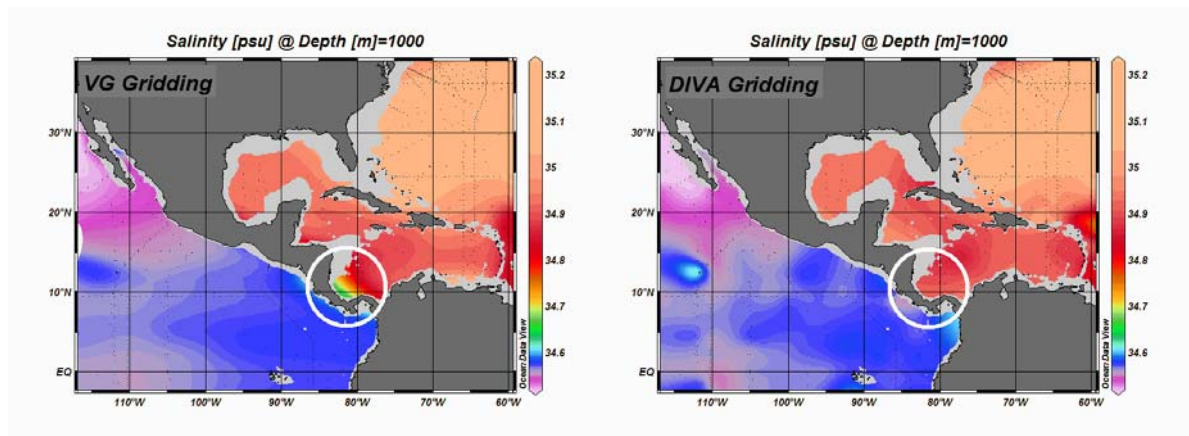 Salinity [psu] @ Depth [m]=1000
VG Gridding
30°N
20°N
10°N
EQ
110°W
100°W
90°W
80°W
70°W
60°W
35.2
35.1
35
34.9
34.8
34.7
34.6
Ocean Data View
Salinity [psu] @ Depth [m]=1000
DIVA Gridding
30°N
20°N
10°N
EQ
110°W
100°W
90°W
80°W
70°W
60°W
35.2
35.1
35
34.9
34.8
34.7
34.6
Ocean Data View